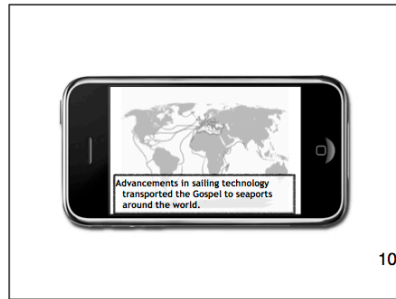 Advancements in sailing technology
transported the Gospel to seaports
around the world.
10